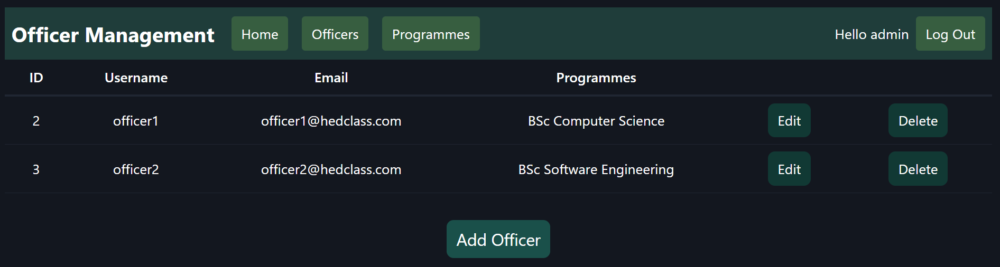 Officer Management Home Officers Programmes Hello admin Log Out
ID Username Email Programmes
2 officer1 officer1@hedclass.com BSc Computer Science Edit Delete
3 officer2 officer2@hedclass.com BSc Software Engineering Edit Delete
Add Officer